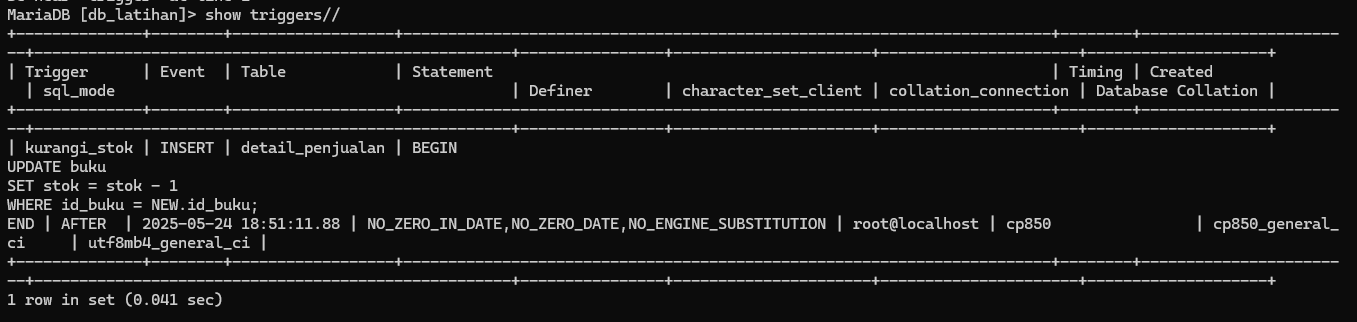 MariaDB [db_latihan]> show triggers//
+--------------+--------+------------------+------------------------------------------------------------------------+--------+----------------------
--+-----------------------------------------------------+----------------+----------------------+----------------------+--------------------+
| Trigger      | Event  | Table            | Statement                                                              | Timing | Created
  | sql_mode                                            | Definer        | character_set_client | collation_connection | Database Collation |
+--------------+--------+------------------+------------------------------------------------------------------------+--------+----------------------
--+-----------------------------------------------------+----------------+----------------------+----------------------+--------------------+
| kurangi_stok | INSERT | detail_penjualan | BEGIN
UPDATE buku
SET stok = stok - 1
WHERE id_buku = NEW.id_buku;
END | AFTER  | 2025-05-24 18:51:11.88 | NO_ZERO_IN_DATE,NO_ZERO_DATE,NO_ENGINE_SUBSTITUTION | root@localhost | cp850                | cp850_general_
ci     | utf8mb4_general_ci |
+--------------+--------+------------------+------------------------------------------------------------------------+--------+----------------------
--+-----------------------------------------------------+----------------+----------------------+----------------------+--------------------+
1 row in set (0.041 sec)